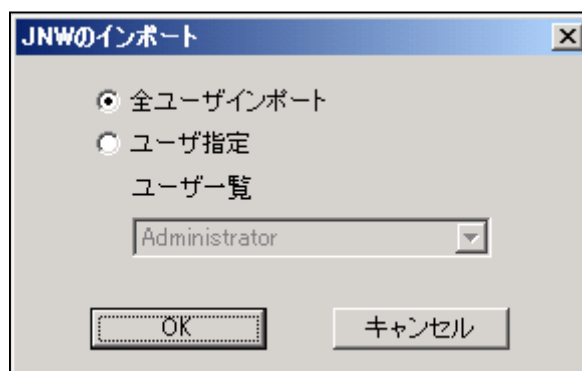 JNWのインポート
全ユーザインポート
ユーザ指定
ユーザ一覧
Administrator
OK
キャンセル